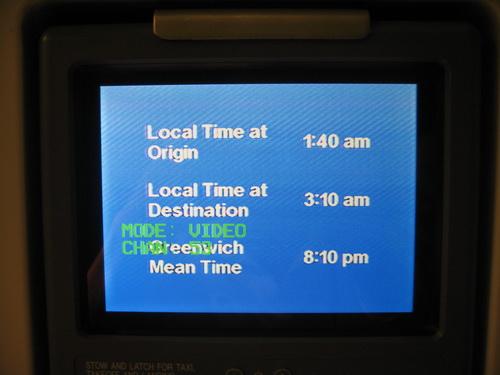 Local Time at
Origin
1:40 am
Local Time at
Destination
3:10 am
MODE: VIDEO
Greenwich
Mean Time
8:10 pm
STOW AND LATCH FOR TAXI,